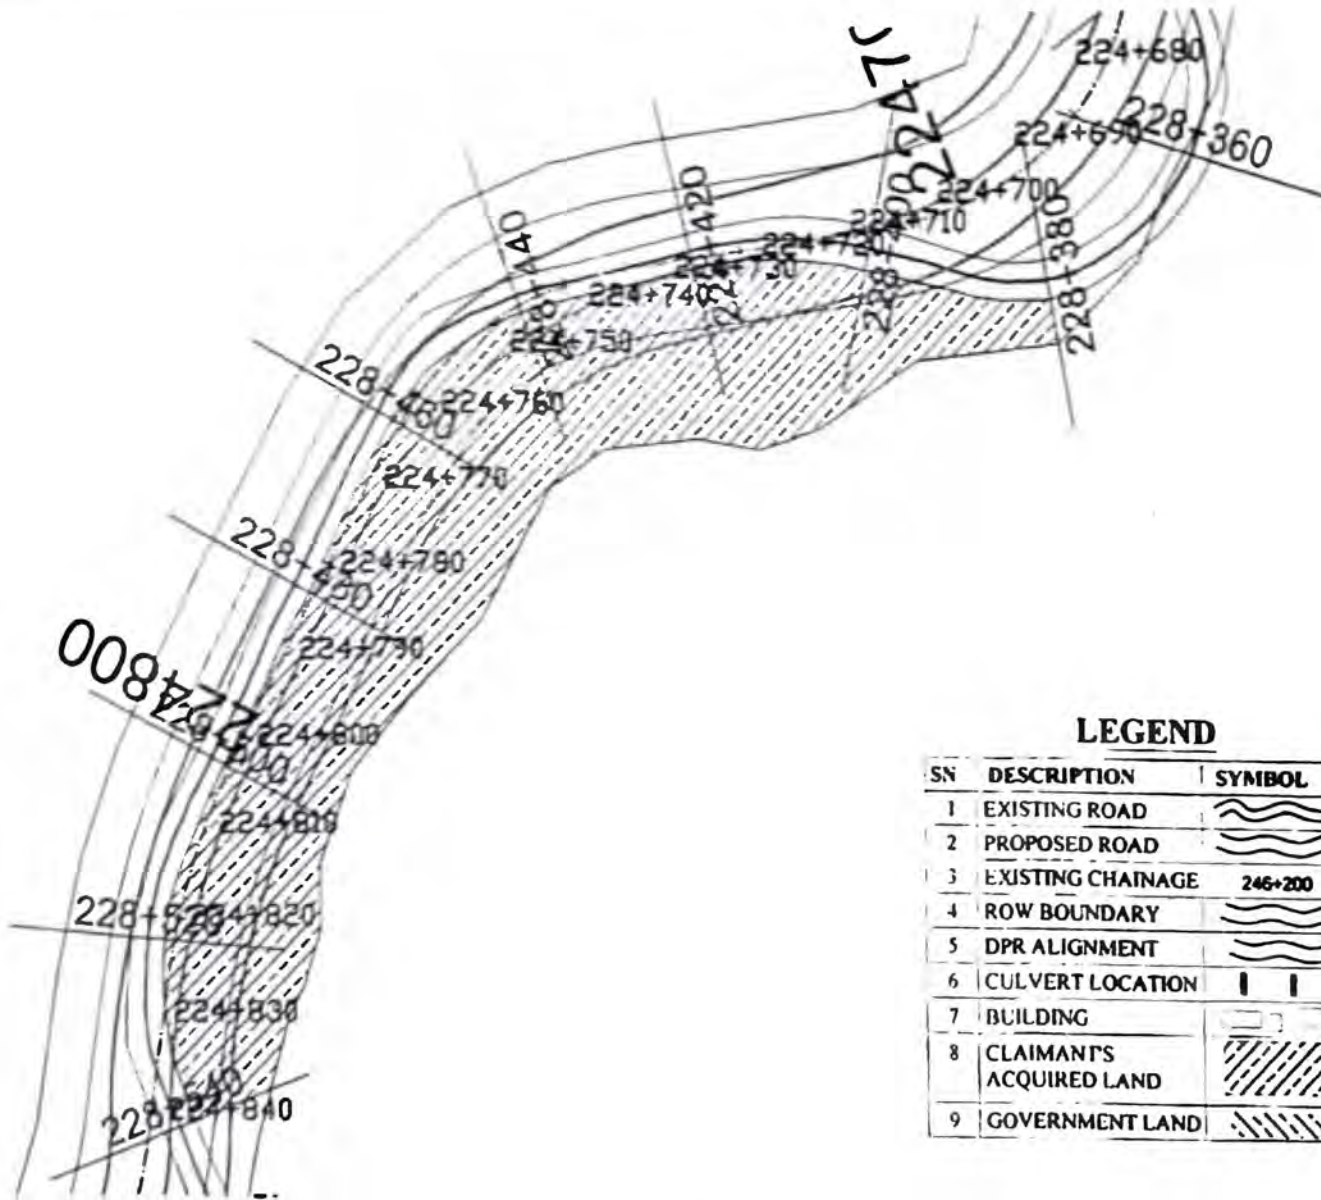 224+680
228-360
224+690
224+700
224+710
228-380
228-420
224+730
228-440
224+740
224+750
228-460
224+760
224+770
224+780
224+790
224+800
224+800
224+810
228+520
224+820
224+830
224+840
LEGEND
SN DESCRIPTION SYMBOL
1 EXISTING ROAD
2 PROPOSED ROAD
3 EXISTING CHAINAGE 246+200
4 ROW BOUNDARY
5 DPR ALIGNMENT
6 CULVERT LOCATION
7 BUILDING
8 CLAIMANT'S
ACQUIRED LAND
9 GOVERNMENT LAND